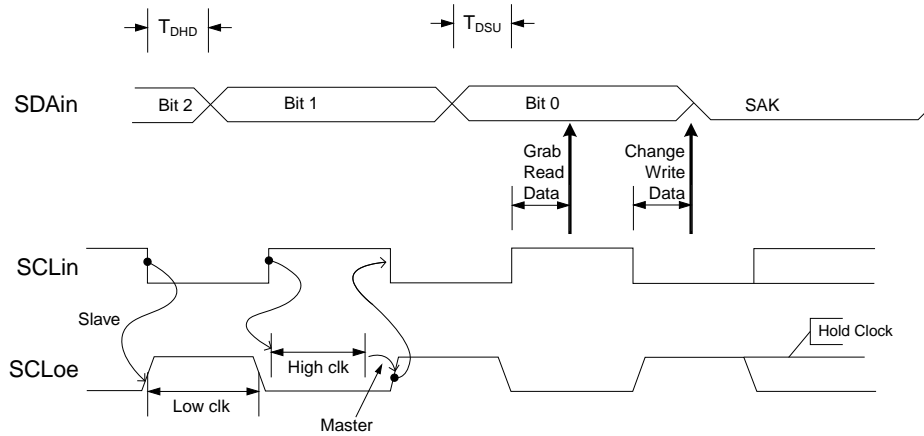 TDHD
TDSU
SDAin
Bit 2
Bit 1
Bit 0
SAK
Grab
Read
Data
Change
Write
Data
SCLin
Slave
Hold Clock
SCLoe
High clk
Low clk
Master